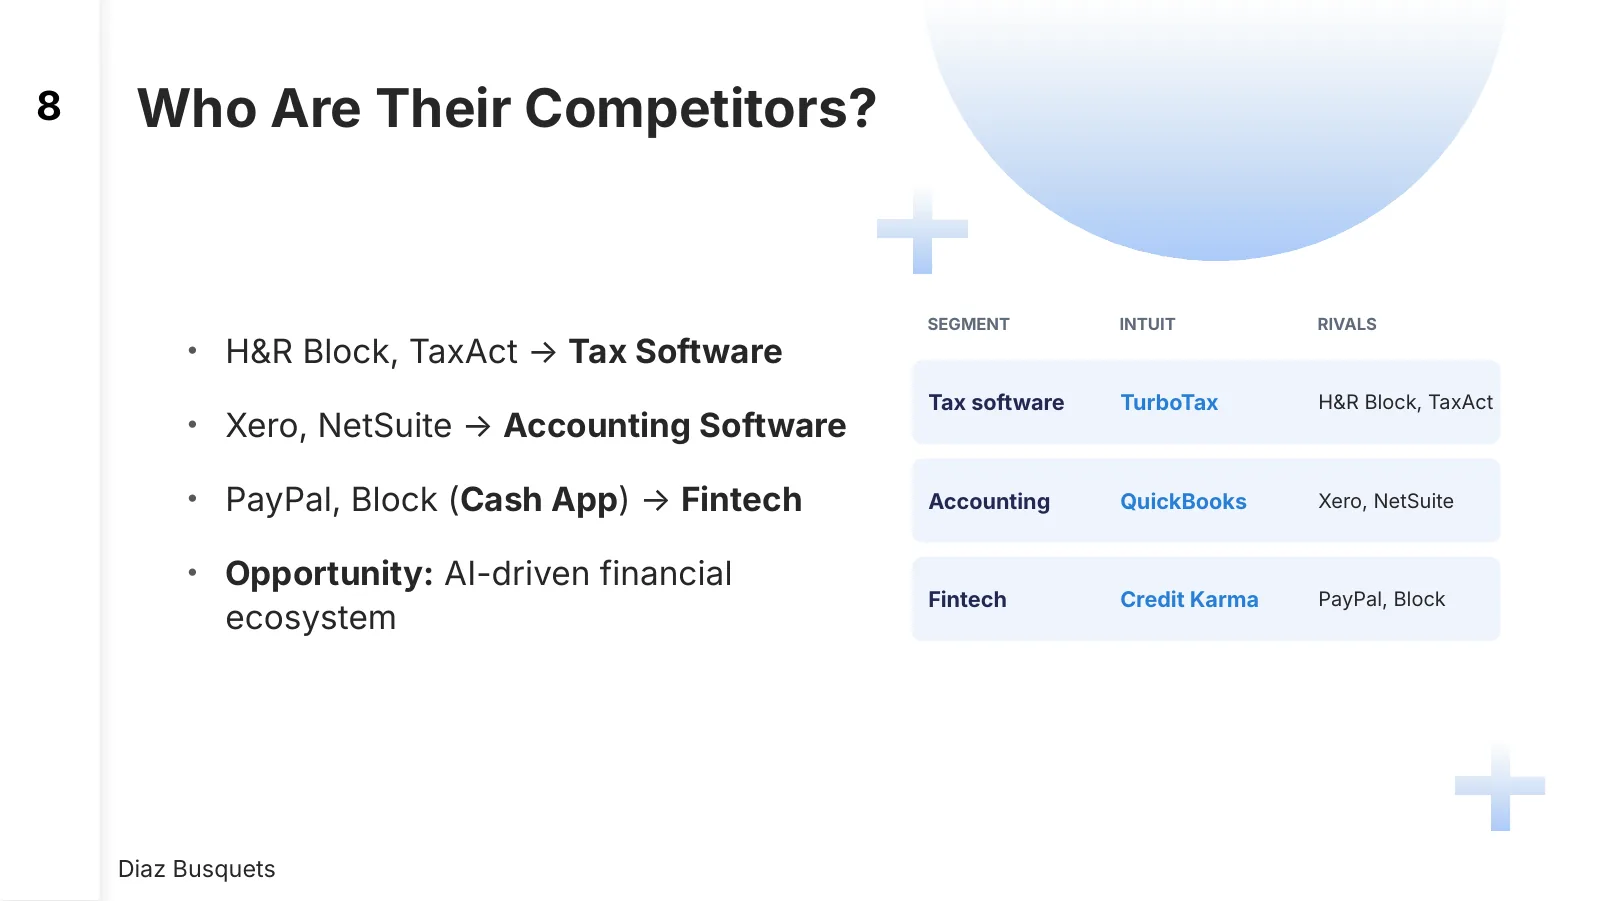 8
Who Are Their Competitors?
• H&R Block, TaxAct → Tax Software
• Xero, NetSuite → Accounting Software
• PayPal, Block (Cash App) → Fintech
• Opportunity: AI-driven financial
ecosystem
SEGMENT INTUIT RIVALS
Tax software TurboTax H&R Block, TaxAct
Accounting QuickBooks Xero, NetSuite
Fintech Credit Karma PayPal, Block
Diaz Busquets